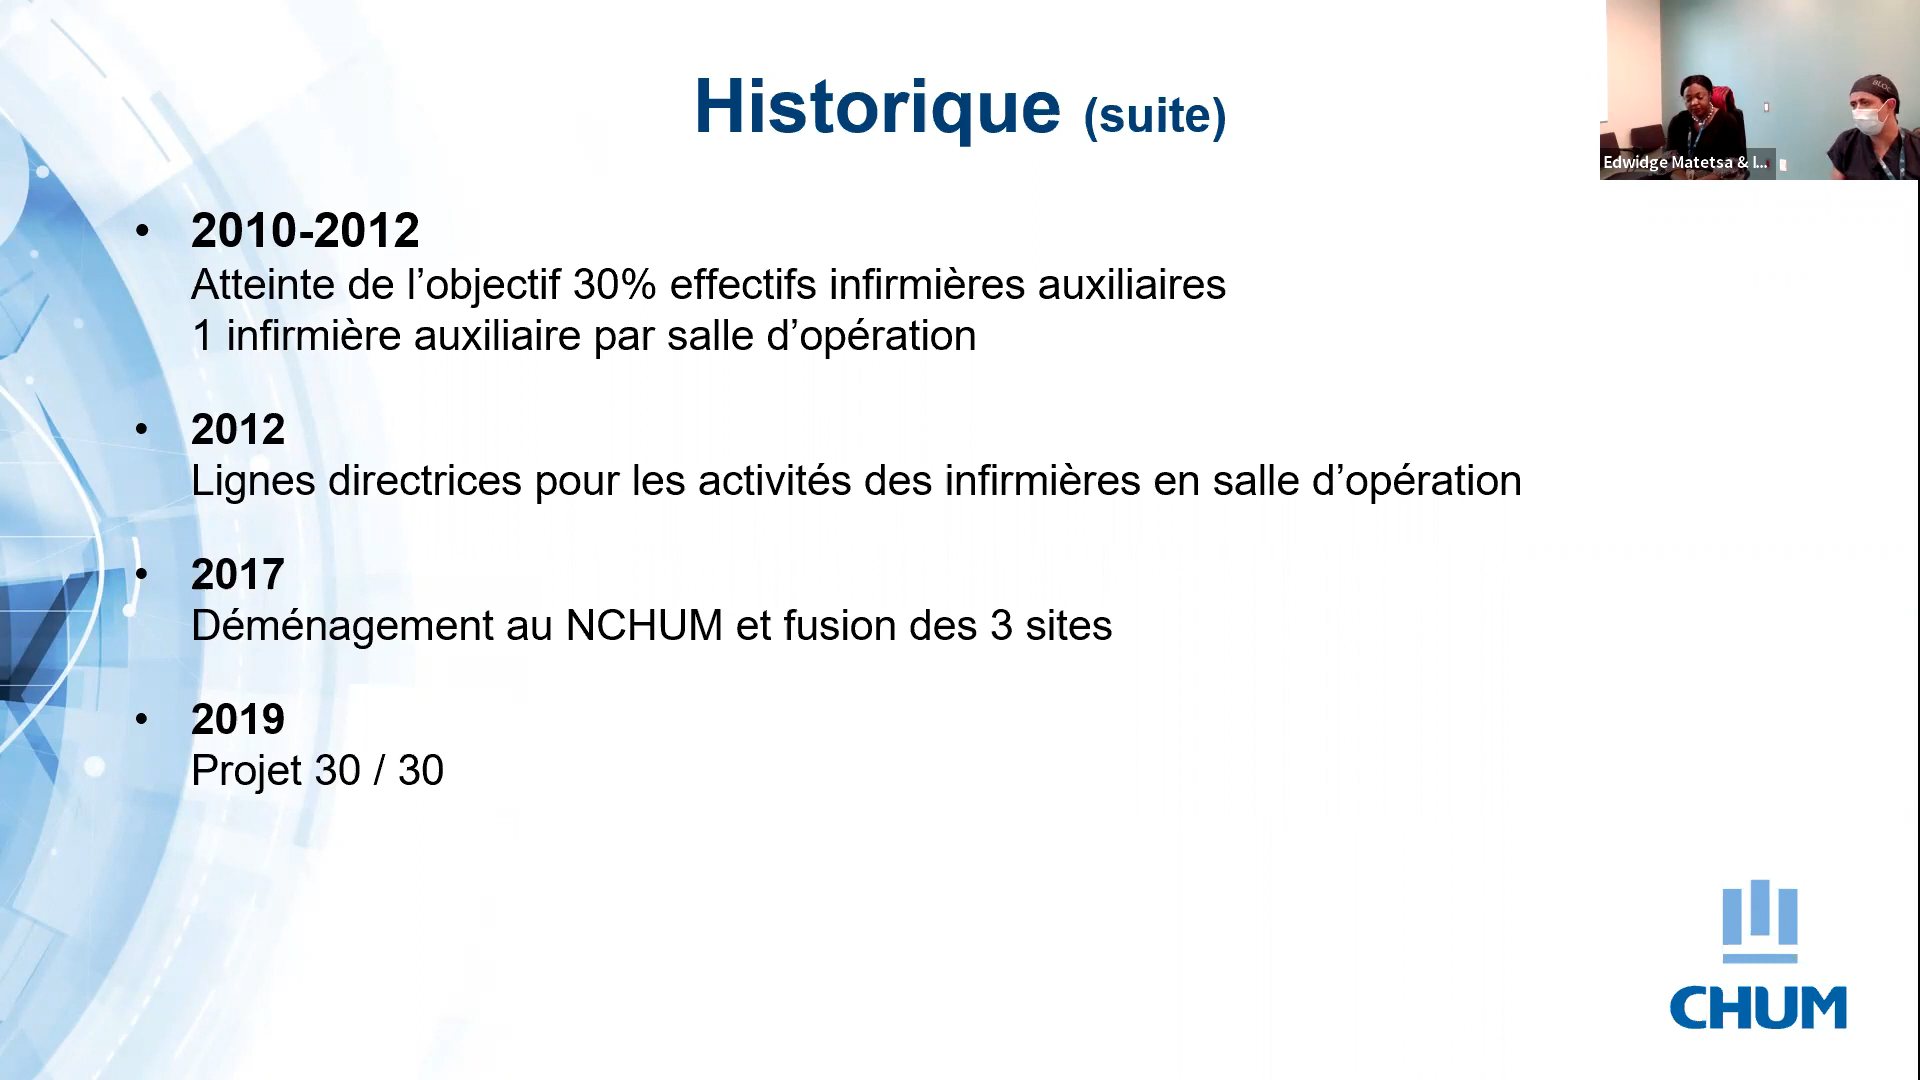 Historique (suite)
Edwidge Matetsa & I...
BLOC
• 2010-2012
Atteinte de l’objectif 30% effectifs infirmières auxiliaires
1 infirmière auxiliaire par salle d’opération
• 2012
Lignes directrices pour les activités des infirmières en salle d’opération
• 2017
Déménagement au NCHUM et fusion des 3 sites
• 2019
Projet 30 / 30
CHUM